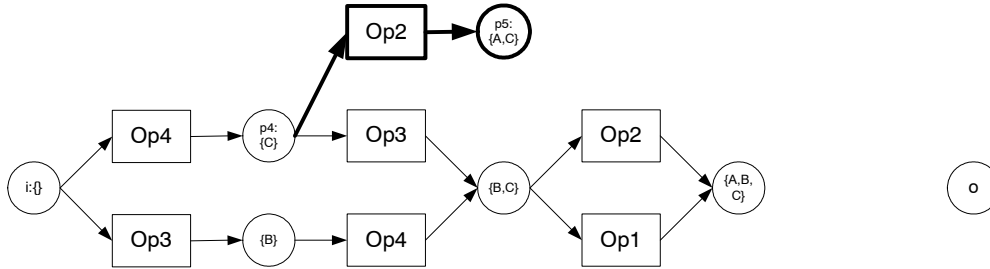 Op2
p5:
{A,C}
Op4
p4:
{C}
Op3
Op2
i:{}
{B,C}
{A,B,
C}
o
Op3
{B}
Op4
Op1